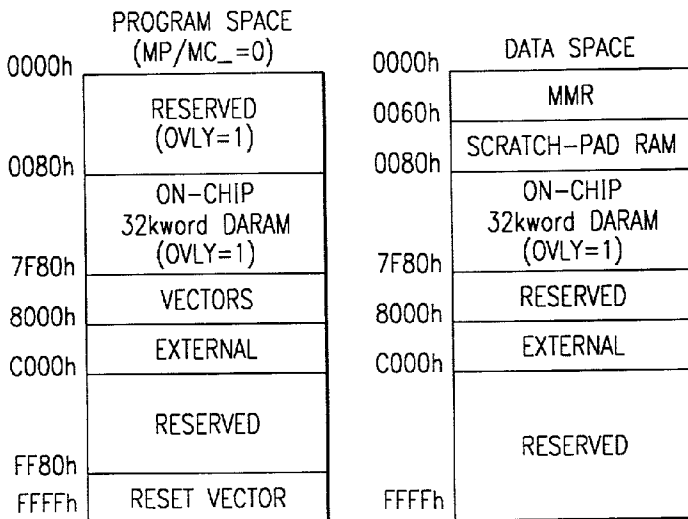 PROGRAM SPACE
(MP/MC_=0)
0000h
RESERVED
(OVLY=1)
0080h
ON-CHIP
32kword DARAM
(OVLY=1)
7F80h
VECTORS
8000h
EXTERNAL
C000h
RESERVED
FF80h
RESET VECTOR
FFFFh
DATA SPACE
0000h
MMR
0060h
SCRATCH-PAD RAM
0080h
ON-CHIP
32kword DARAM
(OVLY=1)
7F80h
RESERVED
8000h
EXTERNAL
C000h
RESERVED
FFFFh